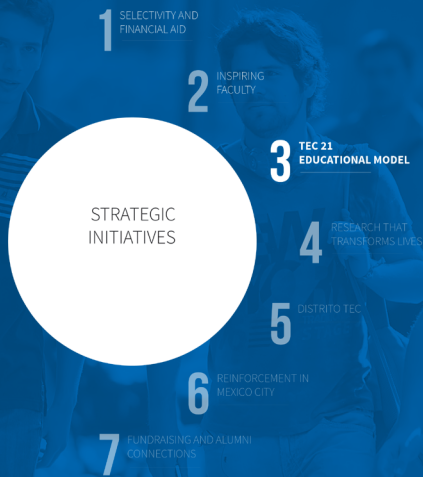 1 SELECTIVITY AND
FINANCIAL AID
2 INSPIRING
FACULTY
3 TEC 21
EDUCATIONAL MODEL
STRATEGIC
INITIATIVES
4 RESEARCH THAT
TRANSFORMS LIVES
5 DISTRITO TEC
6 REINFORCEMENT IN
MEXICO CITY
7 FUNDRAISING AND ALUMNI
CONNECTIONS